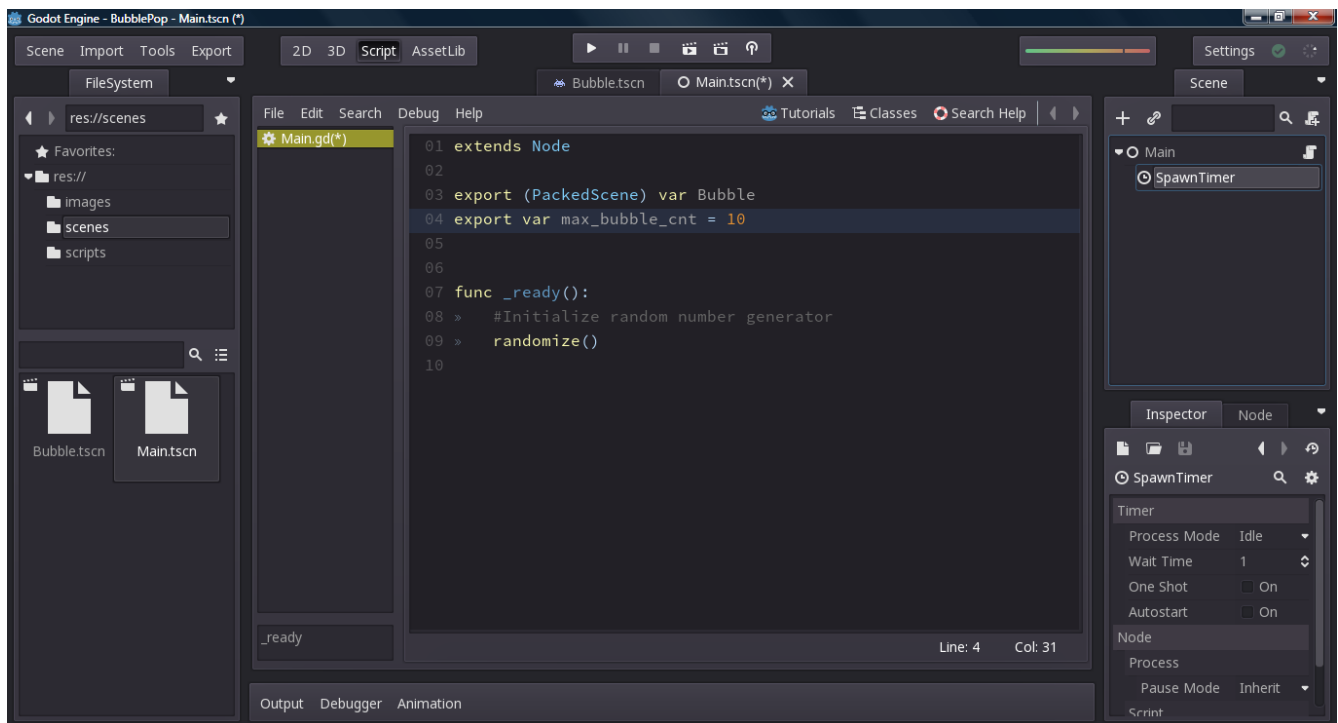 Godot Engine - BubblePop - Main.tscn (*)
Scene Import Tools Export 2D 3D Script AssetLib Settings
FileSystem Bubble.tscn Main.tscn(*) Scene
res://scenes
File Edit Search Debug Help Tutorials Classes Search Help
Favorites:
res://
images
scenes
scripts
Bubble.tscn Main.tscn
Main.gd(*)
_ready
01 extends Node
02
03 export (PackedScene) var Bubble
04 export var max_bubble_cnt = 10
05
06
07 func _ready():
08 » #Initialize random number generator
09 » randomize()
10
Line: 4 Col: 31
Output Debugger Animation
Main
SpawnTimer
Inspector Node
SpawnTimer
Timer
Process Mode Idle
Wait Time 1
One Shot On
Autostart On
Node
Process
Pause Mode Inherit
Script